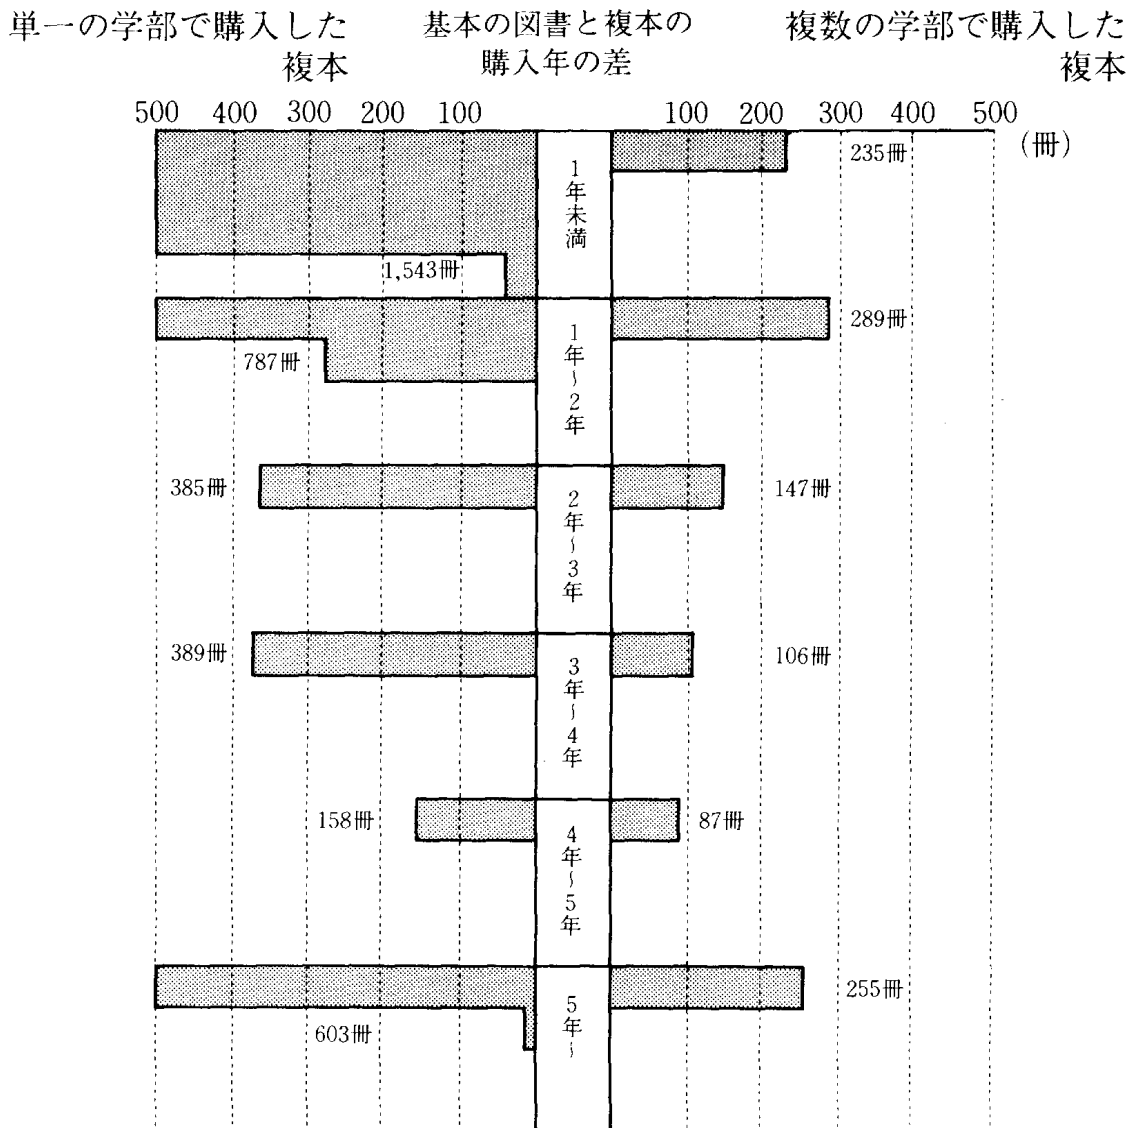 単一の学部で購入した
複本
基本の図書と複本の
購入年の差
複数の学部で購入した
複本
500 400 300 200 100
100 200 300 400 500
(冊)
1年未満
1,543冊
235冊
1年~2年
787冊
289冊
2年~3年
385冊
147冊
3年~4年
389冊
106冊
4年~5年
158冊
87冊
5年~
603冊
255冊